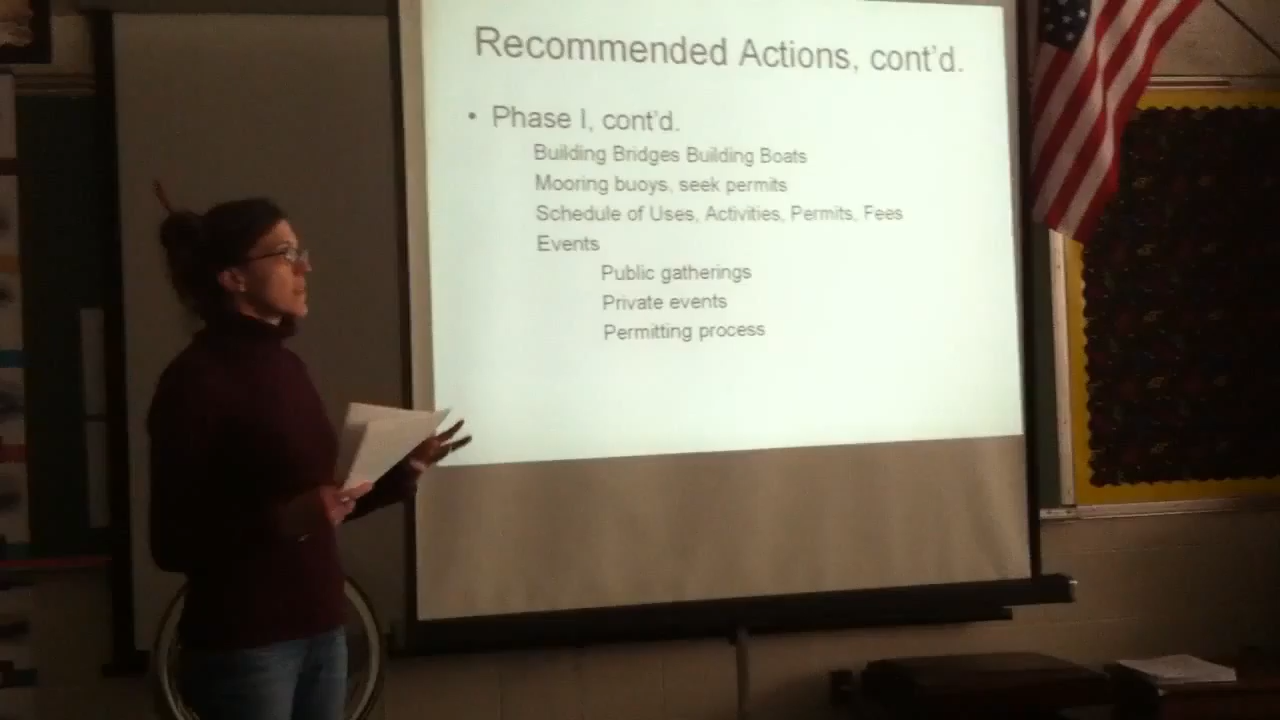 Recommended Actions, cont'd.
• Phase I, cont'd.
Building Bridges Building Boats
Mooring buoys, seek permits
Schedule of Uses, Activities, Permits, Fees
Events
Public gatherings
Private events
Permitting process